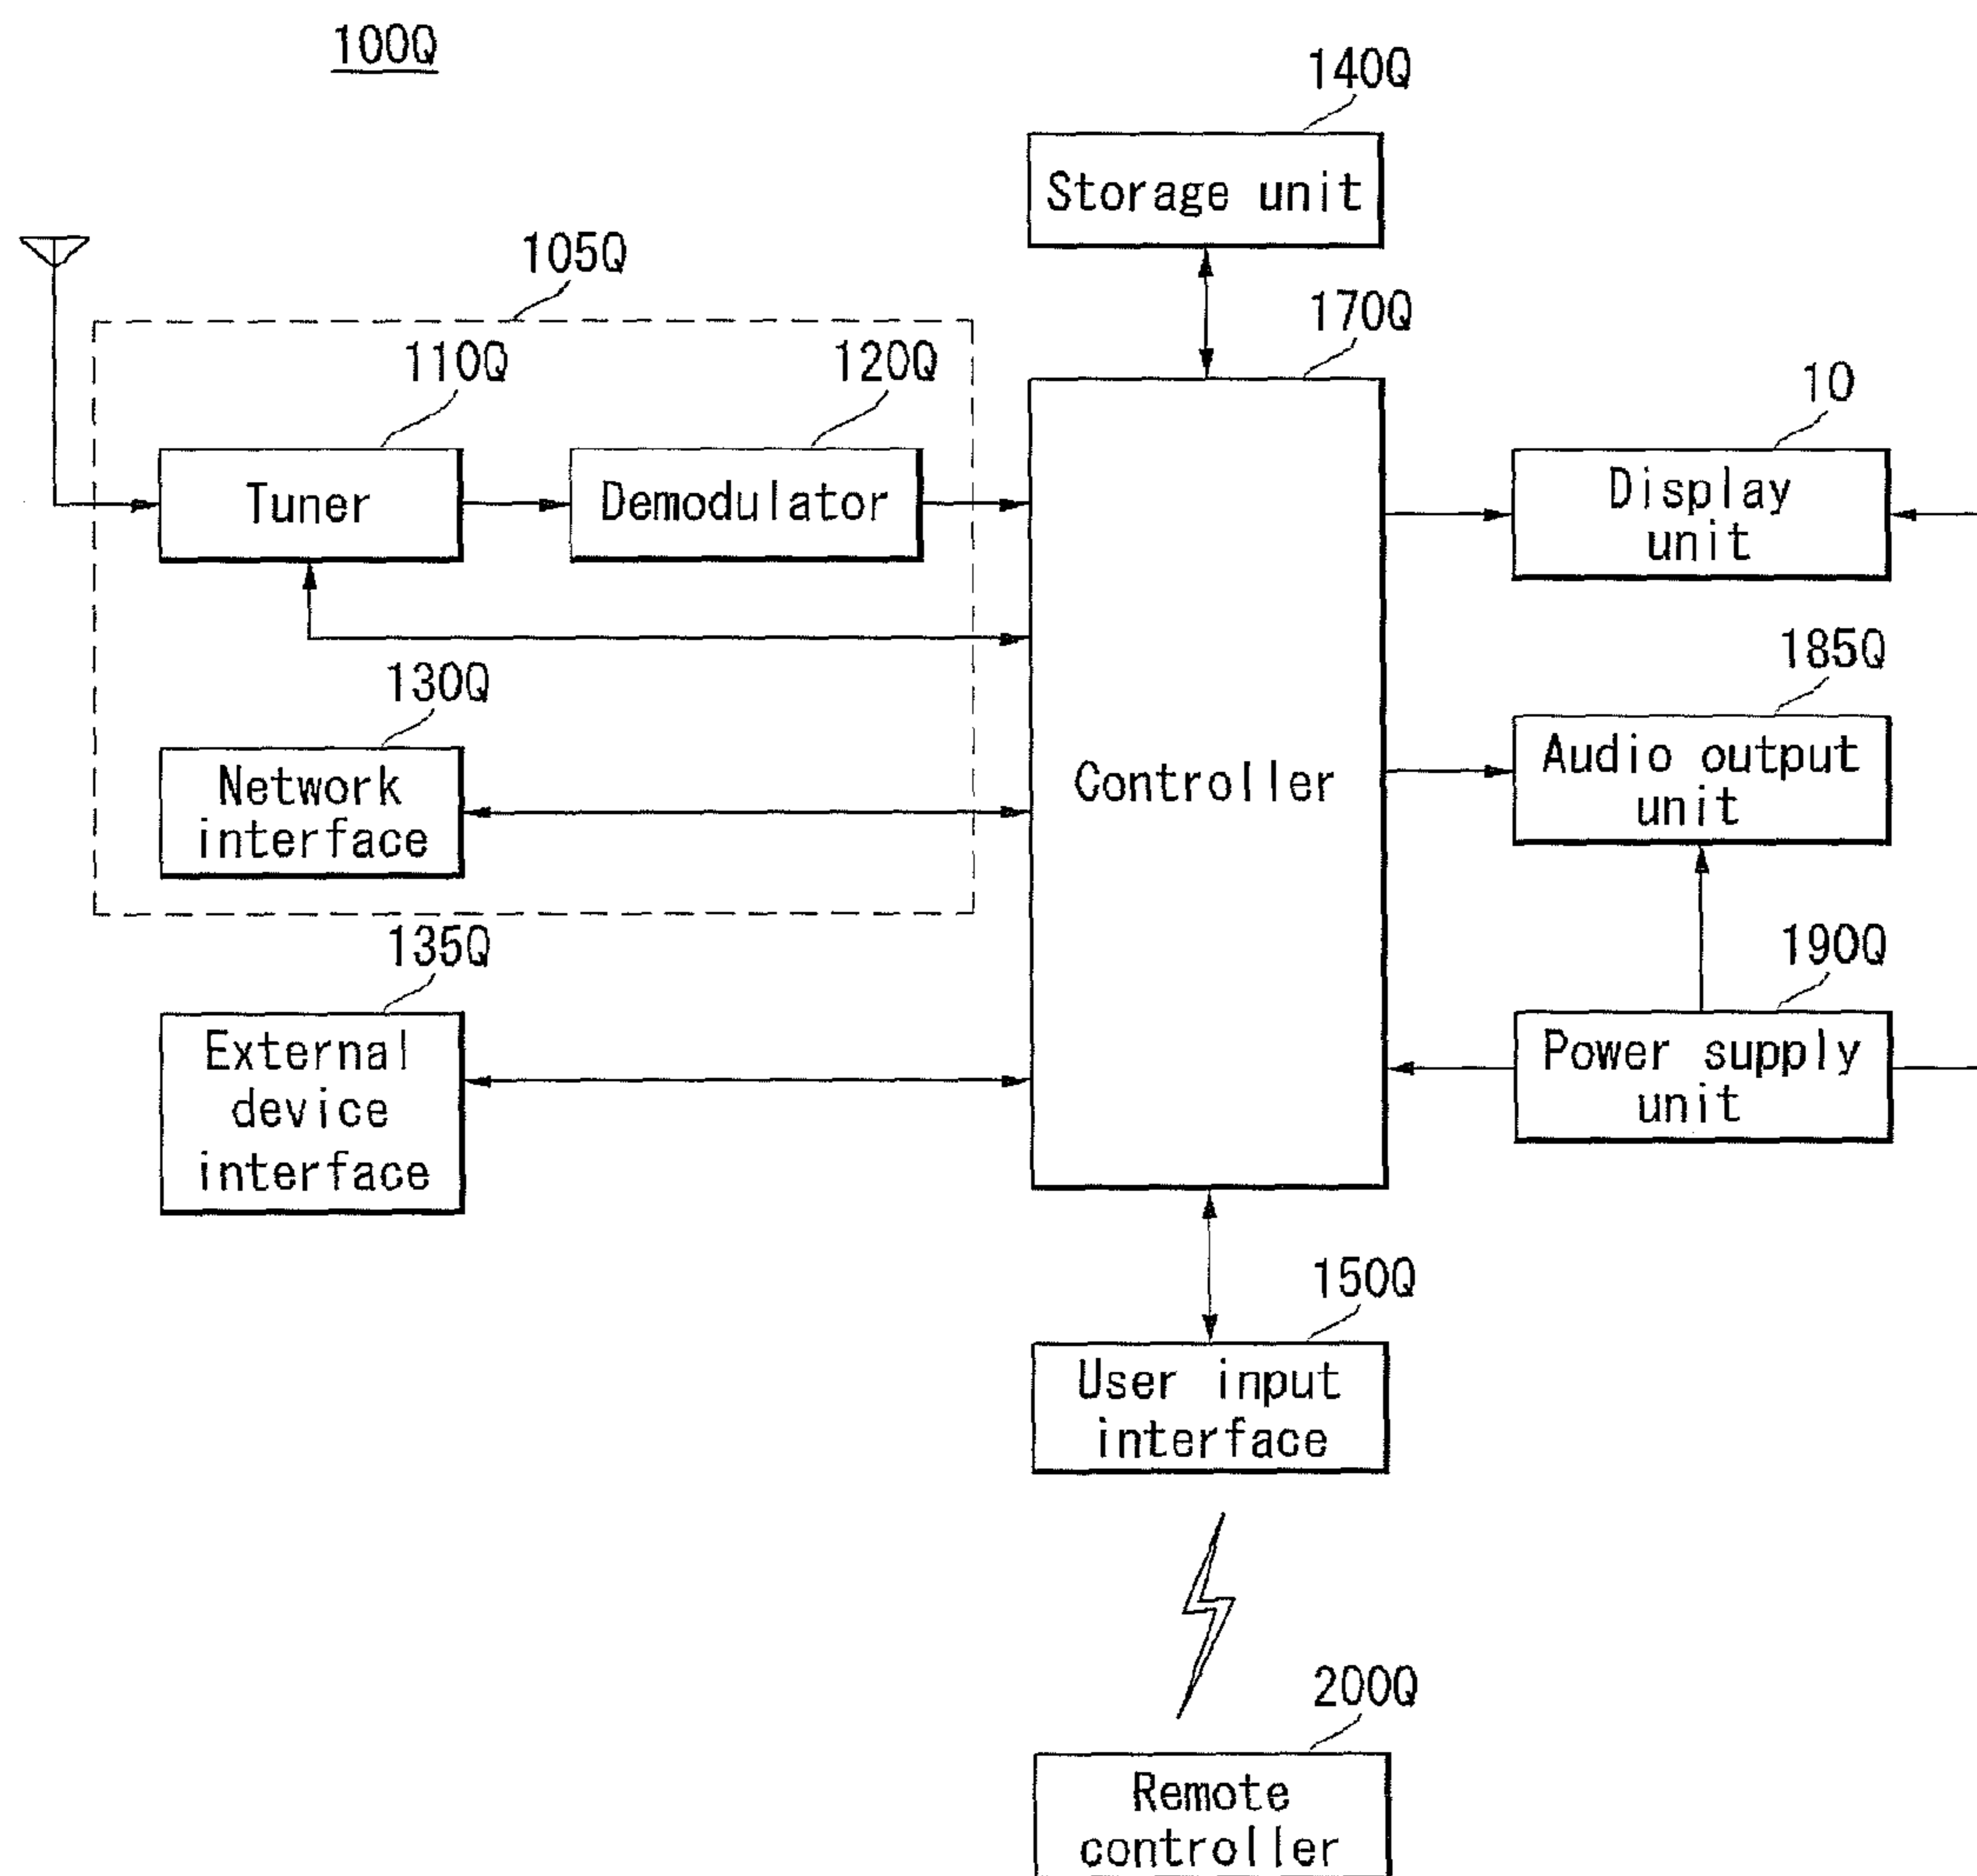 100Q
140Q
Storage unit
105Q
170Q
110Q
120Q
10
Tuner
Demodulator
Display
unit
130Q
185Q
Network
interface
Controller
Audio output
unit
135Q
190Q
External
device
interface
Power supply
unit
150Q
User input
interface
200Q
Remote
controller